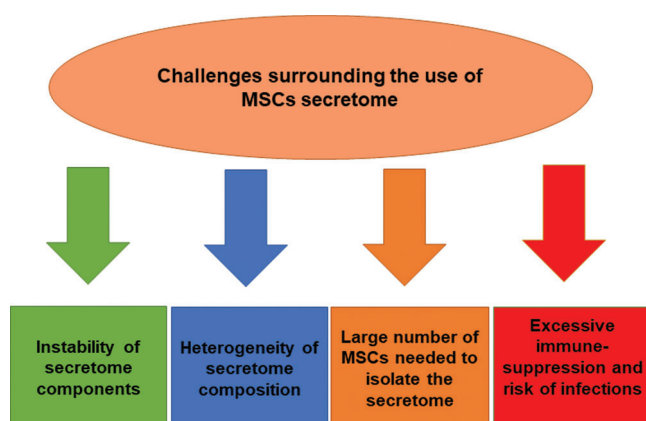 Challenges surrounding the use of
MSCs secretome
Instability of
secretome
components
Heterogeneity of
secretome
composition
Large number of
MSCs needed to
isolate the
secretome
Excessive
immune-
suppression and
risk of infections